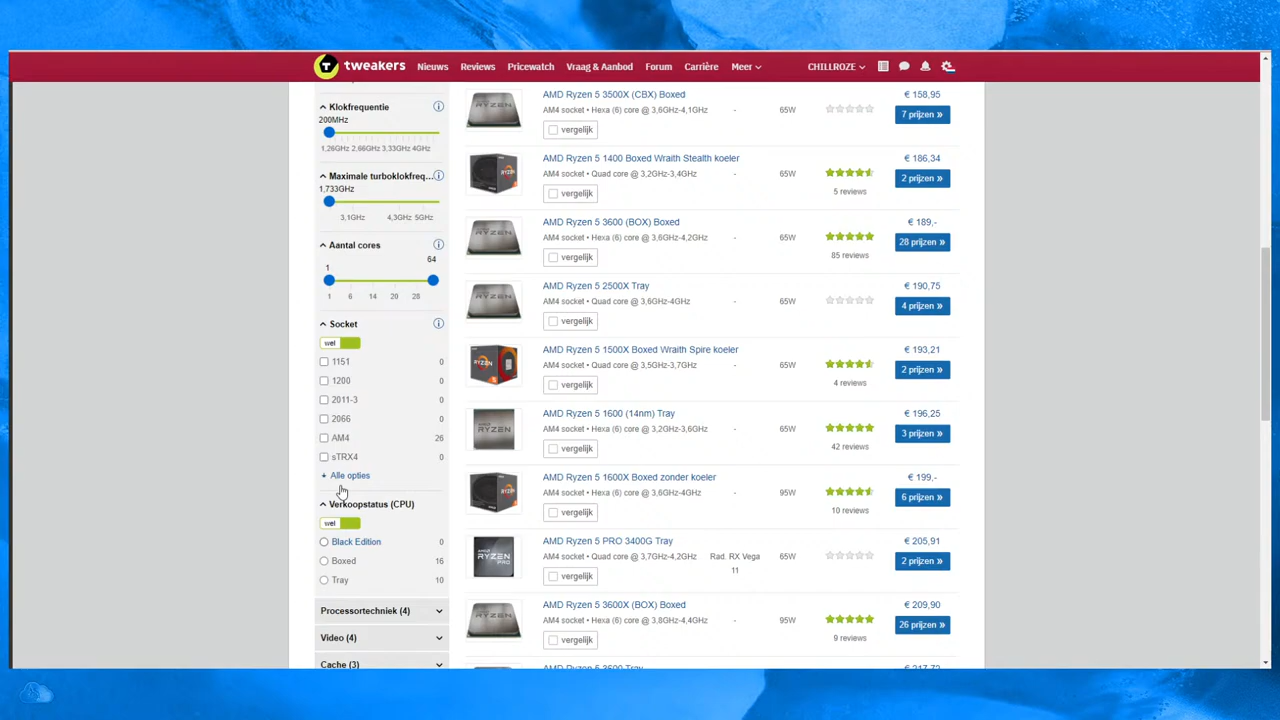 tweakers Nieuws Reviews Pricewatch Vraag & Aanbod Forum Carrière Meer CHILLROZE
Klokfrequentie
200MHz
1,26GHz 2,66GHz 3,33GHz 4GHz
Maximale turboklokfreq...
1,733GHz
3,1GHz 4,3GHz 5GHz
Aantal cores
64
1
1 6 14 20 28
Socket
wel
1151 0
1200 0
2011-3 0
2066 0
AM4 26
sTRX4 0
+ Alle opties
Verkoopstatus (CPU)
wel
Black Edition 0
Boxed 16
Tray 10
Processortechniek (4)
Video (4)
Cache (3)
AMD Ryzen 5 3500X (CBX) Boxed € 158,95
AM4 socket • Hexa (6) core @ 3,6GHz-4,1GHz - 65W 7 prijzen »
vergelijk
AMD Ryzen 5 1400 Boxed Wraith Stealth koeler € 186,34
AM4 socket • Quad core @ 3,2GHz-3,4GHz - 65W 2 prijzen »
vergelijk 5 reviews
AMD Ryzen 5 3600 (BOX) Boxed € 189,-
AM4 socket • Hexa (6) core @ 3,6GHz-4,2GHz - 65W 28 prijzen »
vergelijk 85 reviews
AMD Ryzen 5 2500X Tray € 190,75
AM4 socket • Quad core @ 3,6GHz-4GHz - 65W 4 prijzen »
vergelijk
AMD Ryzen 5 1500X Boxed Wraith Spire koeler € 193,21
AM4 socket • Quad core @ 3,5GHz-3,7GHz - 65W 2 prijzen »
vergelijk 4 reviews
AMD Ryzen 5 1600 (14nm) Tray € 196,25
AM4 socket • Hexa (6) core @ 3,2GHz-3,6GHz - 65W 3 prijzen »
vergelijk 42 reviews
AMD Ryzen 5 1600X Boxed zonder koeler € 199,-
AM4 socket • Hexa (6) core @ 3,6GHz-4GHz - 95W 6 prijzen »
vergelijk 10 reviews
AMD Ryzen 5 PRO 3400G Tray € 205,91
AM4 socket • Quad core @ 3,7GHz-4,2GHz Rad. RX Vega 65W 2 prijzen »
11
vergelijk
AMD Ryzen 5 3600X (BOX) Boxed € 209,90
AM4 socket • Hexa (6) core @ 3,8GHz-4,4GHz - 95W 26 prijzen »
vergelijk 9 reviews
AMD Ryzen 5 3600 Tray € 217,72